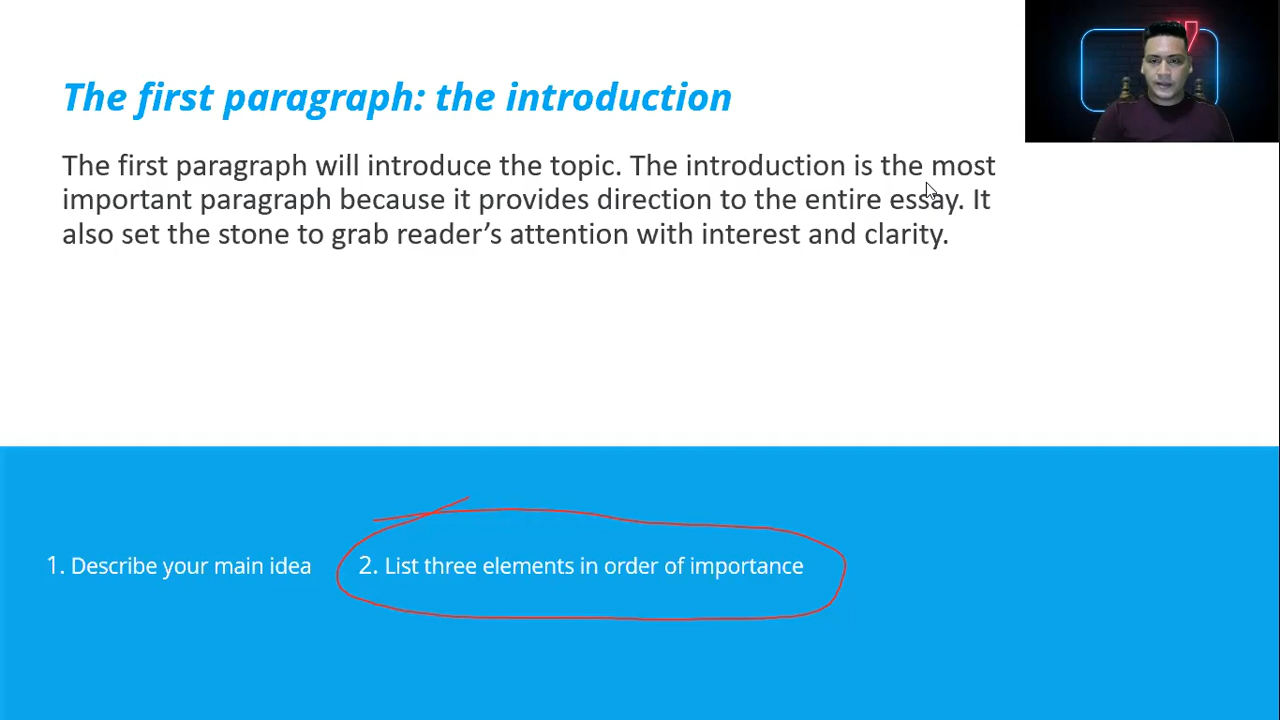 The first paragraph: the introduction
The first paragraph will introduce the topic. The introduction is the most
important paragraph because it provides direction to the entire essay. It
also set the stone to grab reader’s attention with interest and clarity.
1. Describe your main idea
2. List three elements in order of importance